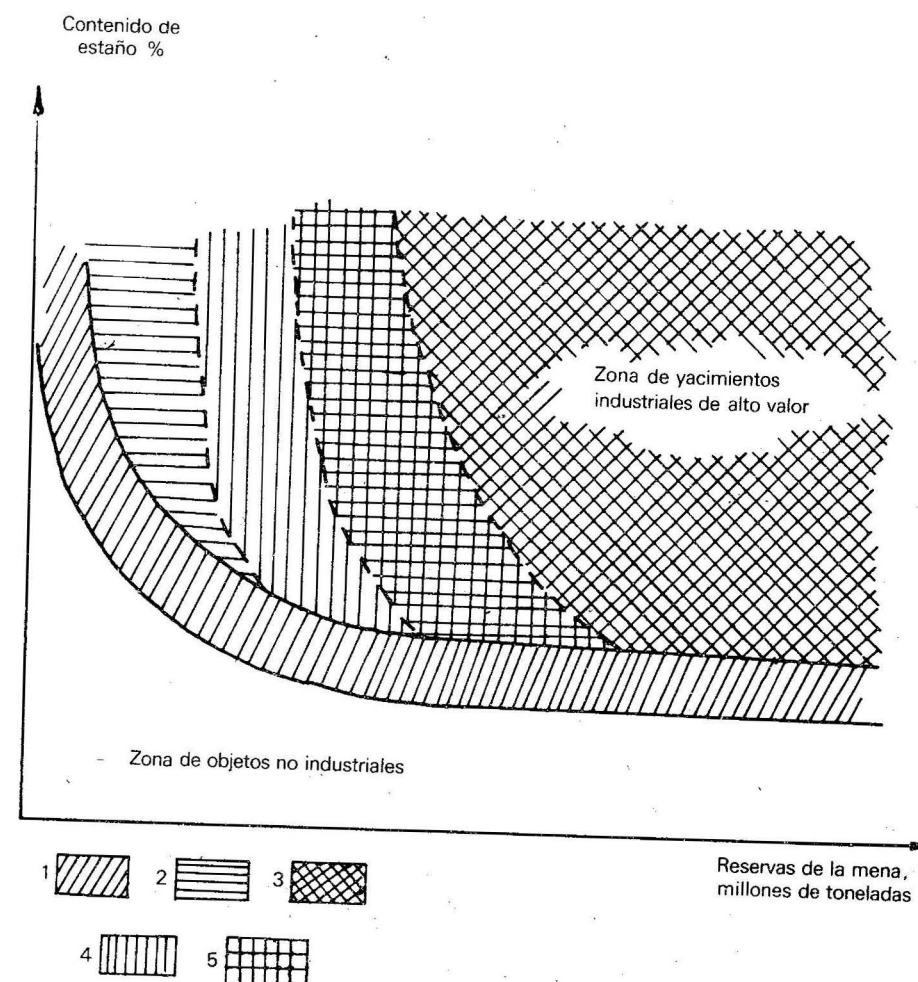 Contenido de
estaño %
Zona de yacimientos
industriales de alto valor
Zona de objetos no industriales
Reservas de la mena,
millones de toneladas
1 2 3
4 5